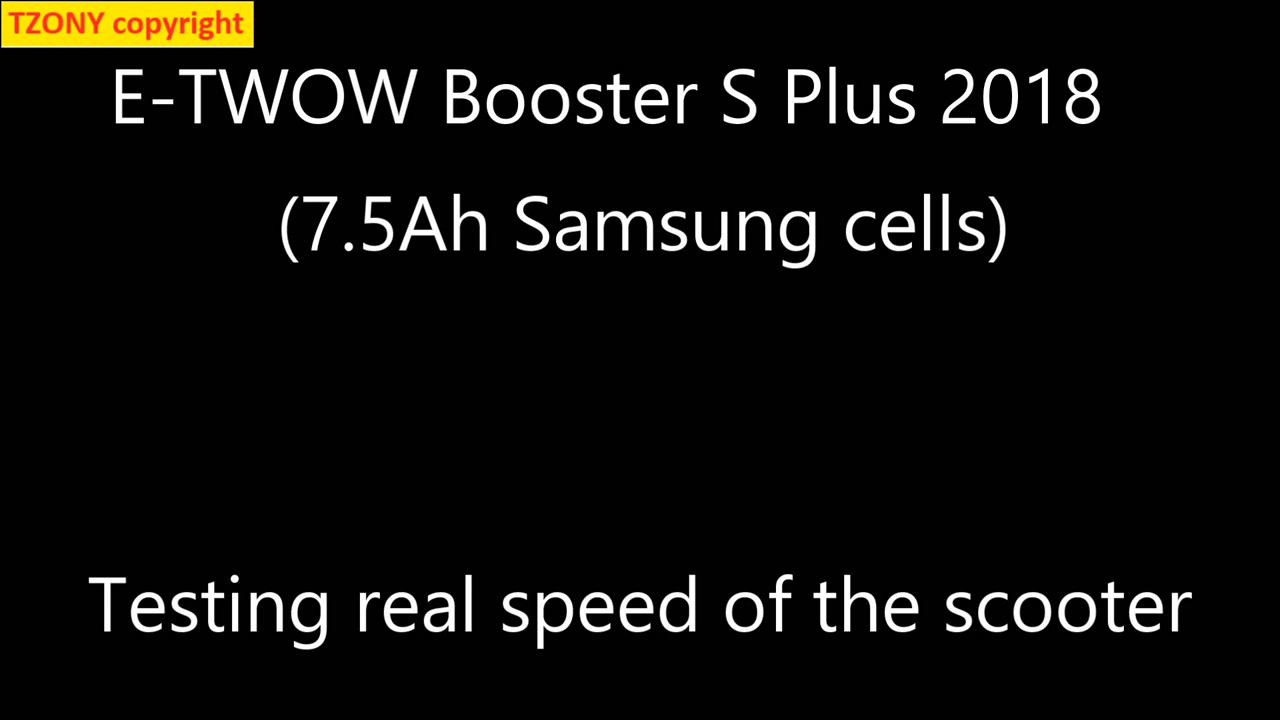 TZONY copyright
E-TWOW Booster S Plus 2018
(7.5Ah Samsung cells)
Testing real speed of the scooter